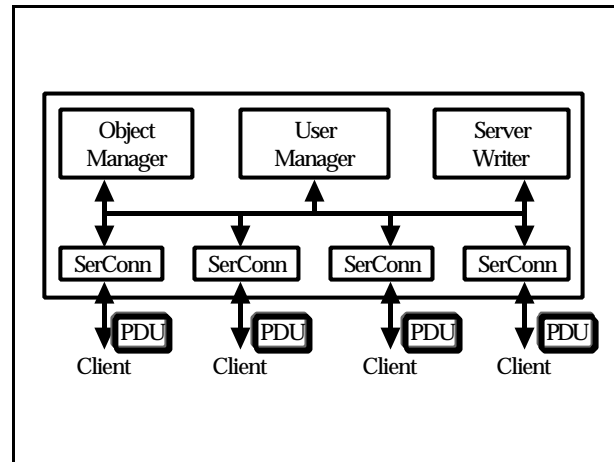 Object
Manager
User
Manager
Server
Writer
SerConn
SerConn
SerConn
SerConn
PDU
PDU
PDU
PDU
Client
Client
Client
Client